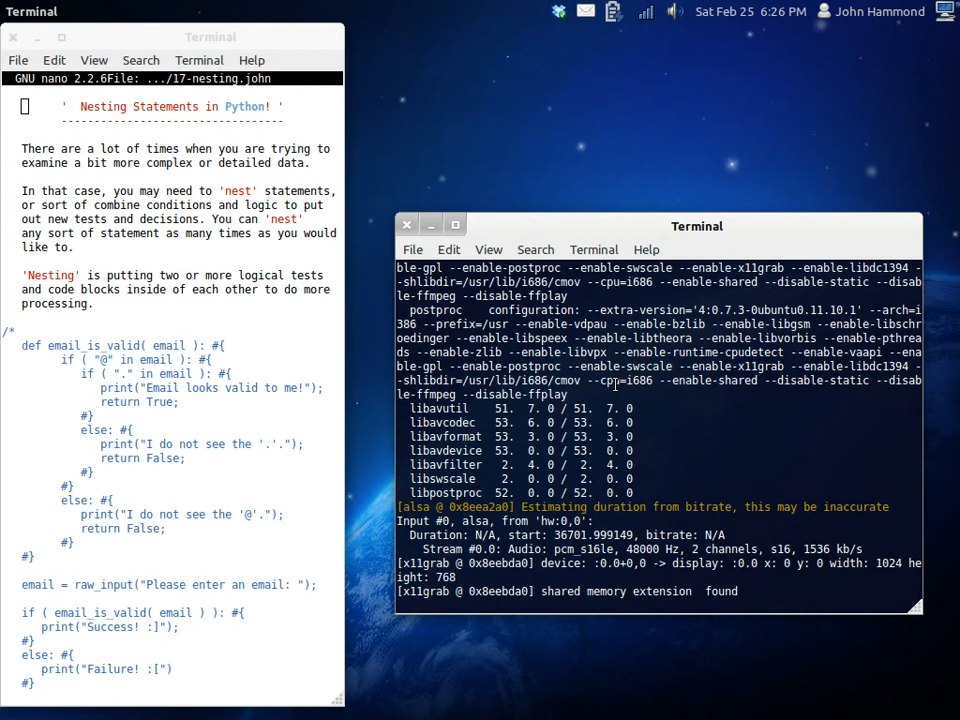 Terminal
Sat Feb 25 6:26 PM John Hammond
Terminal
File Edit View Search Terminal Help
GNU nano 2.2.6File: .../17-nesting.john
'  Nesting Statements in Python! '
---------------------------------
There are a lot of times when you are trying to
examine a bit more complex or detailed data.
In that case, you may need to 'nest' statements,
or sort of combine conditions and logic to put
out new tests and decisions. You can 'nest'
any sort of statement as many times as you would
like to.
'Nesting' is putting two or more logical tests
and code blocks inside of each other to do more
processing.
/*
def email_is_valid( email ): #{
if ( "@" in email ): #{
if ( "." in email ): #{
print("Email looks valid to me!");
return True;
#}
else: #{
print("I do not see the '.'.");
return False;
#}
#}
else: #{
print("I do not see the '@'.");
return False;
#}
#}
email = raw_input("Please enter an email: ");
if ( email_is_valid( email ) ): #{
print("Success! :]");
#}
else: #{
print("Failure! :[")
#}
Terminal
File Edit View Search Terminal Help
ble-gpl --enable-postproc --enable-swscale --enable-x11grab --enable-libdc1394 -
-shlibdir=/usr/lib/i686/cmov --cpu=i686 --enable-shared --disable-static --disab
le-ffmpeg --disable-ffplay
postproc     configuration: --extra-version='4:0.7.3-0ubuntu0.11.10.1' --arch=i
386 --prefix=/usr --enable-vdpau --enable-bzlib --enable-libgsm --enable-libschr
oedinger --enable-libspeex --enable-libtheora --enable-libvorbis --enable-pthrea
ds --enable-zlib --enable-libvpx --enable-runtime-cpudetect --enable-vaapi --ena
ble-gpl --enable-postproc --enable-swscale --enable-x11grab --enable-libdc1394 -
-shlibdir=/usr/lib/i686/cmov --cpu=i686 --enable-shared --disable-static --disab
le-ffmpeg --disable-ffplay
libavutil    51.  7. 0 / 51.  7. 0
libavcodec   53.  6. 0 / 53.  6. 0
libavformat  53.  3. 0 / 53.  3. 0
libavdevice  53.  0. 0 / 53.  0. 0
libavfilter   2.  4. 0 /  2.  4. 0
libswscale    2.  0. 0 /  2.  0. 0
libpostproc  52.  0. 0 / 52.  0. 0
[alsa @ 0x8eea2a0] Estimating duration from bitrate, this may be inaccurate
Input #0, alsa, from 'hw:0,0':
Duration: N/A, start: 36701.999149, bitrate: N/A
Stream #0.0: Audio: pcm_s16le, 48000 Hz, 2 channels, s16, 1536 kb/s
[x11grab @ 0x8eebda0] device: :0.0+0,0 -> display: :0.0 x: 0 y: 0 width: 1024 he
ight: 768
[x11grab @ 0x8eebda0] shared memory extension  found